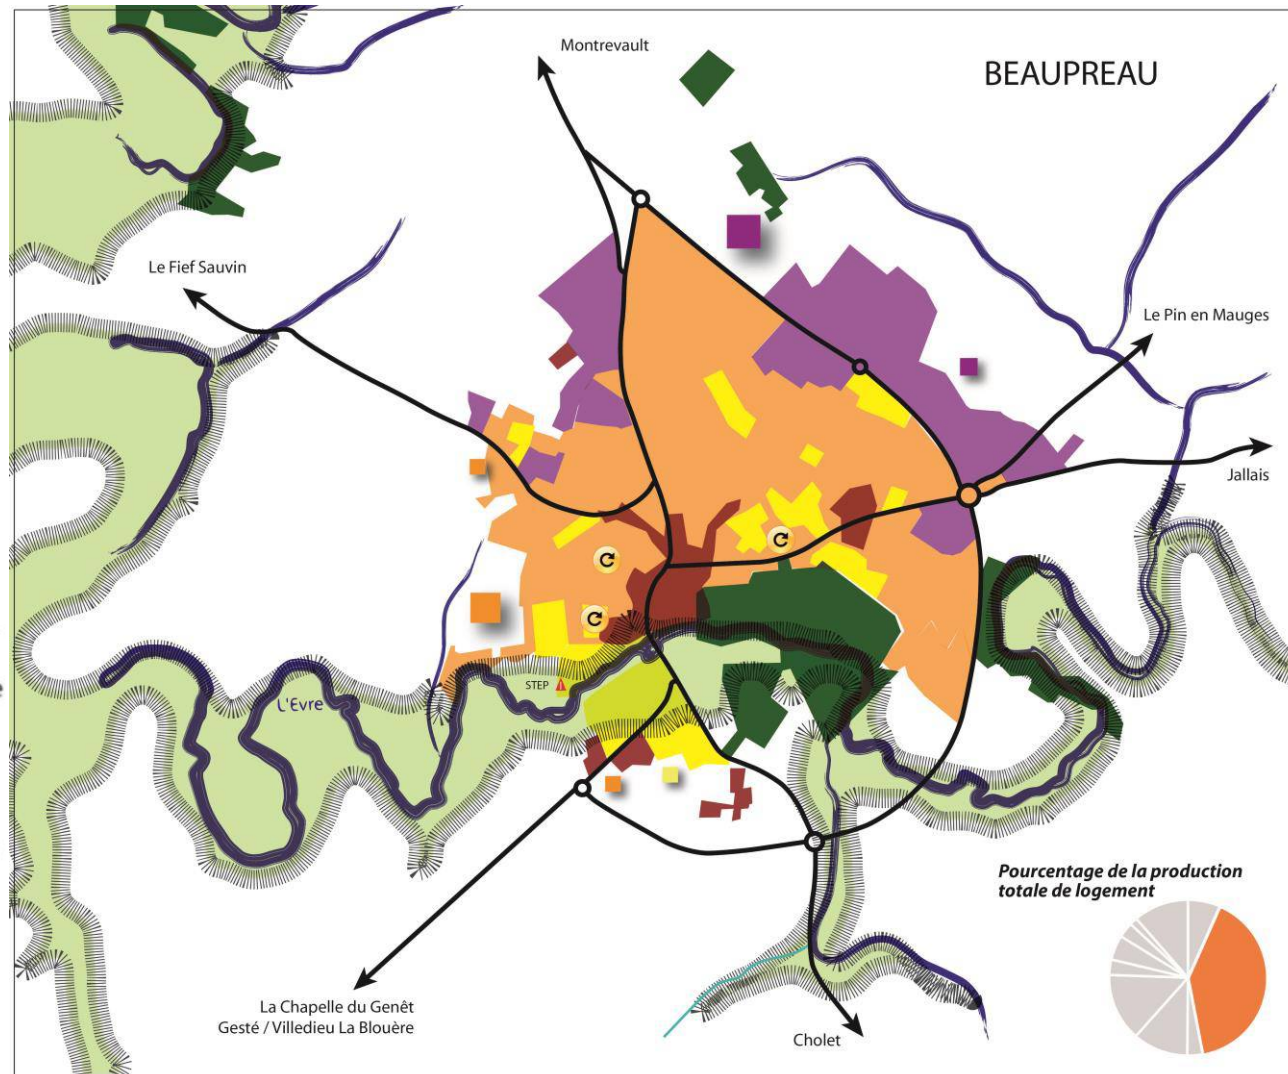 Montrevault
BEAUPREAU
Le Fief Sauvin
Le Pin en Mauges
Jallais
STEP
L'Evre
Pourcentage de la production
totale de logement
La Chapelle du Genêt
Gesté / Villedieu La Blouère
Cholet